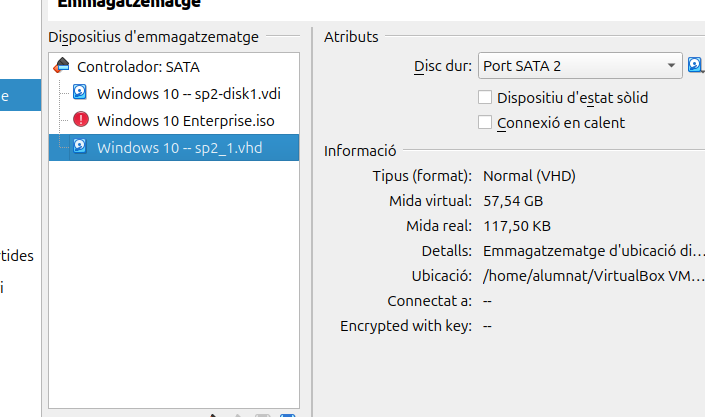 Emmagatzematge
Dispositius d'emmagatzematge
Controlador: SATA
Windows 10 -- sp2-disk1.vdi
Windows 10 Enterprise.iso
Windows 10 -- sp2_1.vhd
Atributs
Disc dur: Port SATA 2
Dispositiu d'estat sòlid
Connexió en calent
Informació
Tipus (format): Normal (VHD)
Mida virtual: 57,54 GB
Mida real: 117,50 KB
Detalls: Emmagatzematge d'ubicació di...
Ubicació: /home/alumnat/VirtualBox VM...
Connectat a: --
Encrypted with key: --
e
tides
i